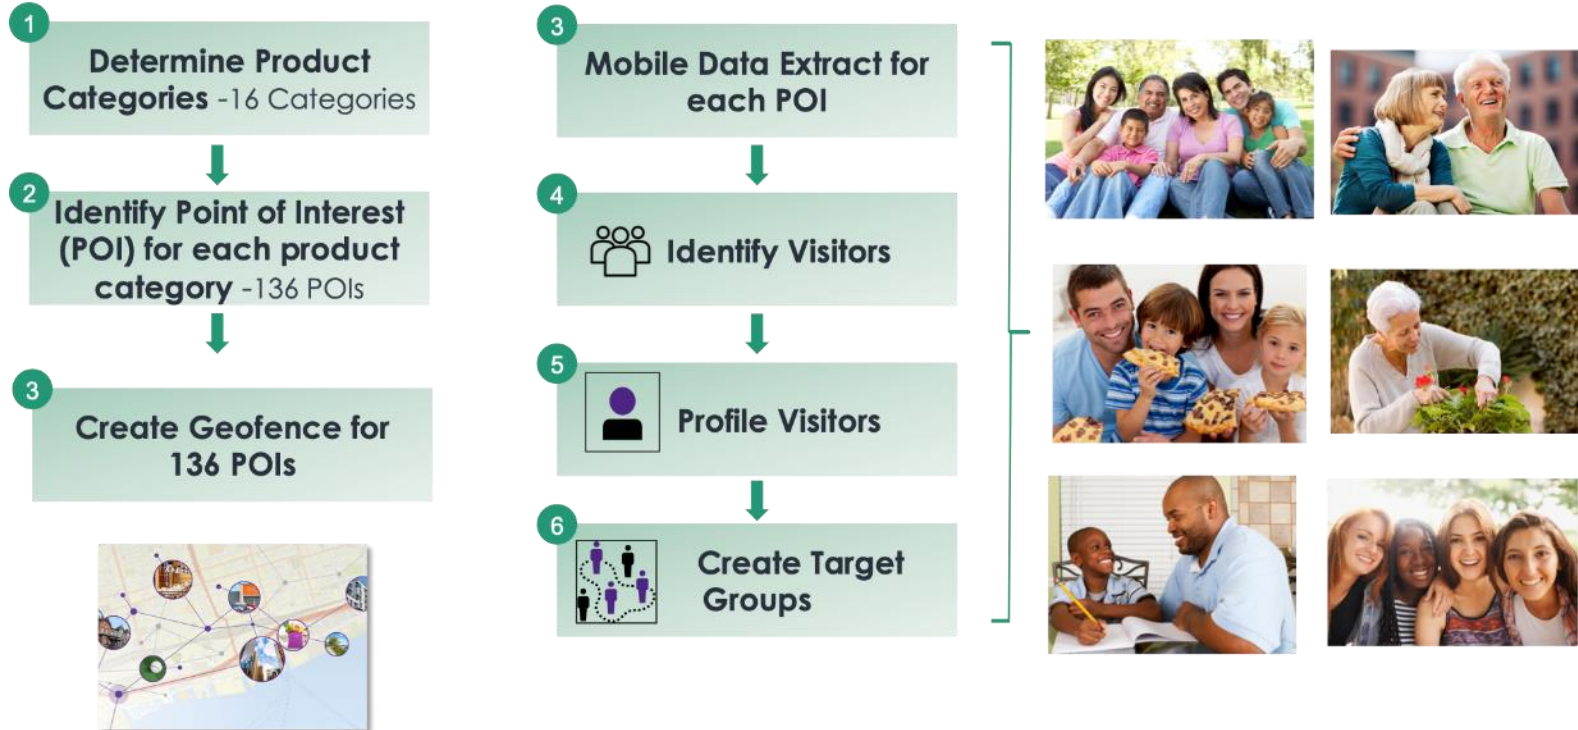 1
Determine Product
Categories -16 Categories
2
Identify Point of Interest
(POI) for each product
category -136 POIs
3
Create Geofence for
136 POIs
3
Mobile Data Extract for
each POI
4
Identify Visitors
5
Profile Visitors
6
Create Target
Groups